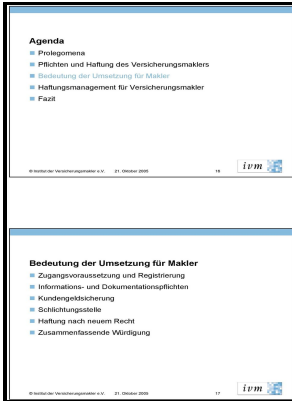 Agenda
Prolegomena
Pflichten und Haftung des Versicherungsmaklers
Bedeutung der Umsetzung für Makler
Haftungsmanagement für Versicherungsmakler
Fazit
© Institut der Versicherungsmakler e.V. 21. Oktober 2005 16
ivm
Bedeutung der Umsetzung für Makler
Zugangsvoraussetzung und Registrierung
Informations- und Dokumentationspflichten
Kundengeldsicherung
Schlichtungsstelle
Haftung nach neuem Recht
Zusammenfassende Würdigung
© Institut der Versicherungsmakler e.V. 21. Oktober 2005 17
ivm